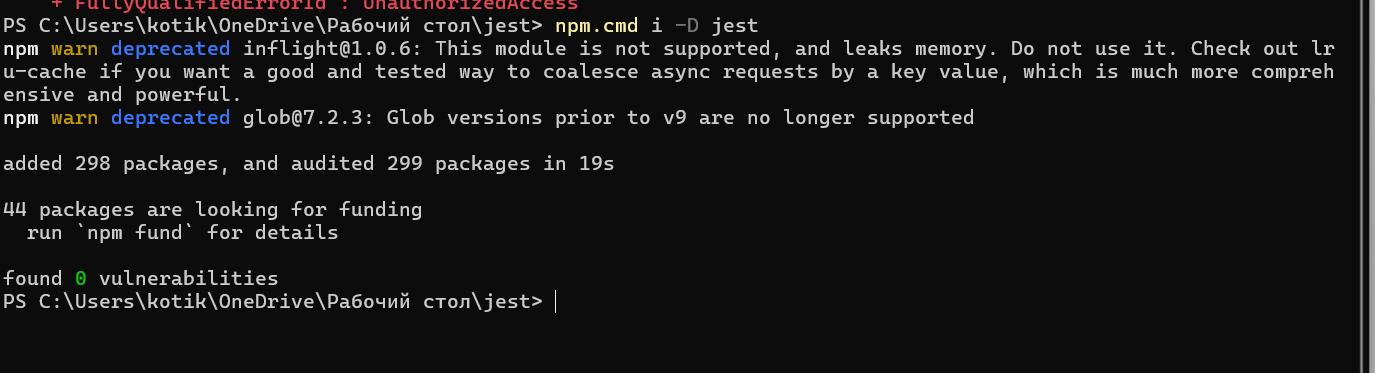 + FullyQualifiedErrorId : UnauthorizedAccess
PS C:\Users\kotik\OneDrive\Рабочий стол\jest> npm.cmd i -D jest
npm warn deprecated inflight@1.0.6: This module is not supported, and leaks memory. Do not use it. Check out lr
u-cache if you want a good and tested way to coalesce async requests by a key value, which is much more compreh
ensive and powerful.
npm warn deprecated glob@7.2.3: Glob versions prior to v9 are no longer supported
added 298 packages, and audited 299 packages in 19s
44 packages are looking for funding
run `npm fund` for details
found 0 vulnerabilities
PS C:\Users\kotik\OneDrive\Рабочий стол\jest>